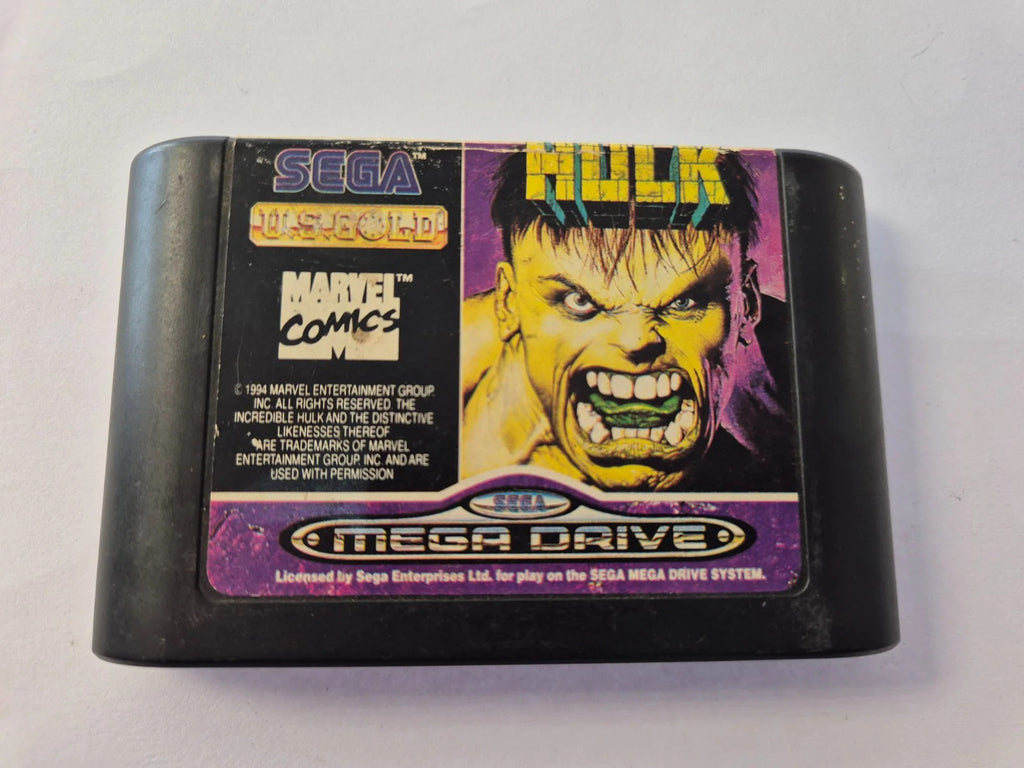 SEGA™
U.S.GOLD
MARVEL™
COMICS
M
© 1994 MARVEL ENTERTAINMENT GROUP.
INC. ALL RIGHTS RESERVED. THE
INCREDIBLE HULK AND THE DISTINCTIVE
LIKENESSES THEREOF
ARE TRADEMARKS OF MARVEL
ENTERTAINMENT GROUP. INC. AND ARE
USED WITH PERMISSION
HULK
SEGA
MEGA DRIVE
Licensed by Sega Enterprises Ltd. for play on the SEGA MEGA DRIVE SYSTEM.